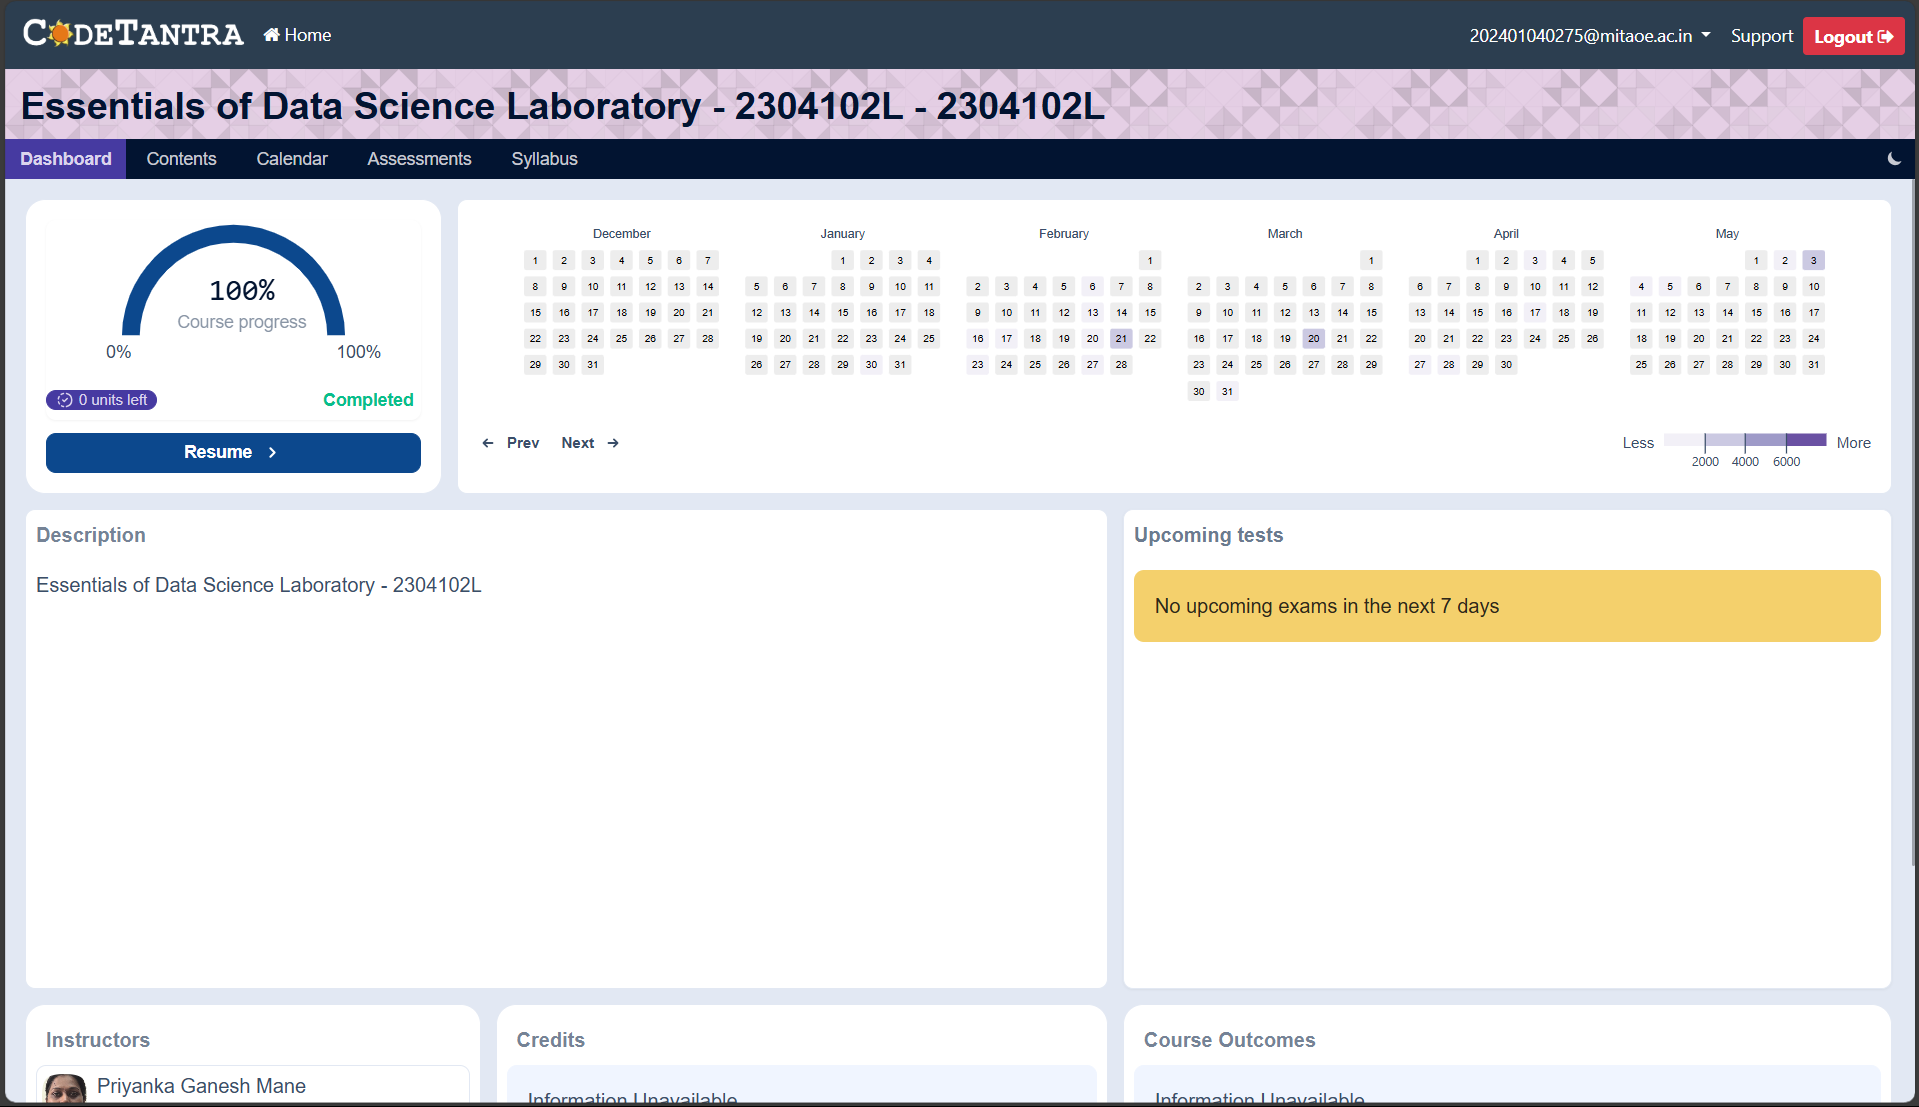 CODETANTRA Home 202401040275@mitaoe.ac.in Support Logout
Essentials of Data Science Laboratory - 2304102L - 2304102L
Dashboard Contents Calendar Assessments Syllabus
100%
Course progress
0% 100%
0 units left Completed
Resume
December
1 2 3 4 5 6 7
8 9 10 11 12 13 14
15 16 17 18 19 20 21
22 23 24 25 26 27 28
29 30 31
January
1 2 3 4
5 6 7 8 9 10 11
12 13 14 15 16 17 18
19 20 21 22 23 24 25
26 27 28 29 30 31
February
1
2 3 4 5 6 7 8
9 10 11 12 13 14 15
16 17 18 19 20 21 22
23 24 25 26 27 28
March
1
2 3 4 5 6 7 8
9 10 11 12 13 14 15
16 17 18 19 20 21 22
23 24 25 26 27 28 29
30 31
April
1 2 3 4 5
6 7 8 9 10 11 12
13 14 15 16 17 18 19
20 21 22 23 24 25 26
27 28 29 30
May
1 2 3
4 5 6 7 8 9 10
11 12 13 14 15 16 17
18 19 20 21 22 23 24
25 26 27 28 29 30 31
← Prev Next →
Less More
2000 4000 6000
Description
Essentials of Data Science Laboratory - 2304102L
Upcoming tests
No upcoming exams in the next 7 days
Instructors
Priyanka Ganesh Mane
Credits
Information Unavailable
Course Outcomes
Information Unavailable